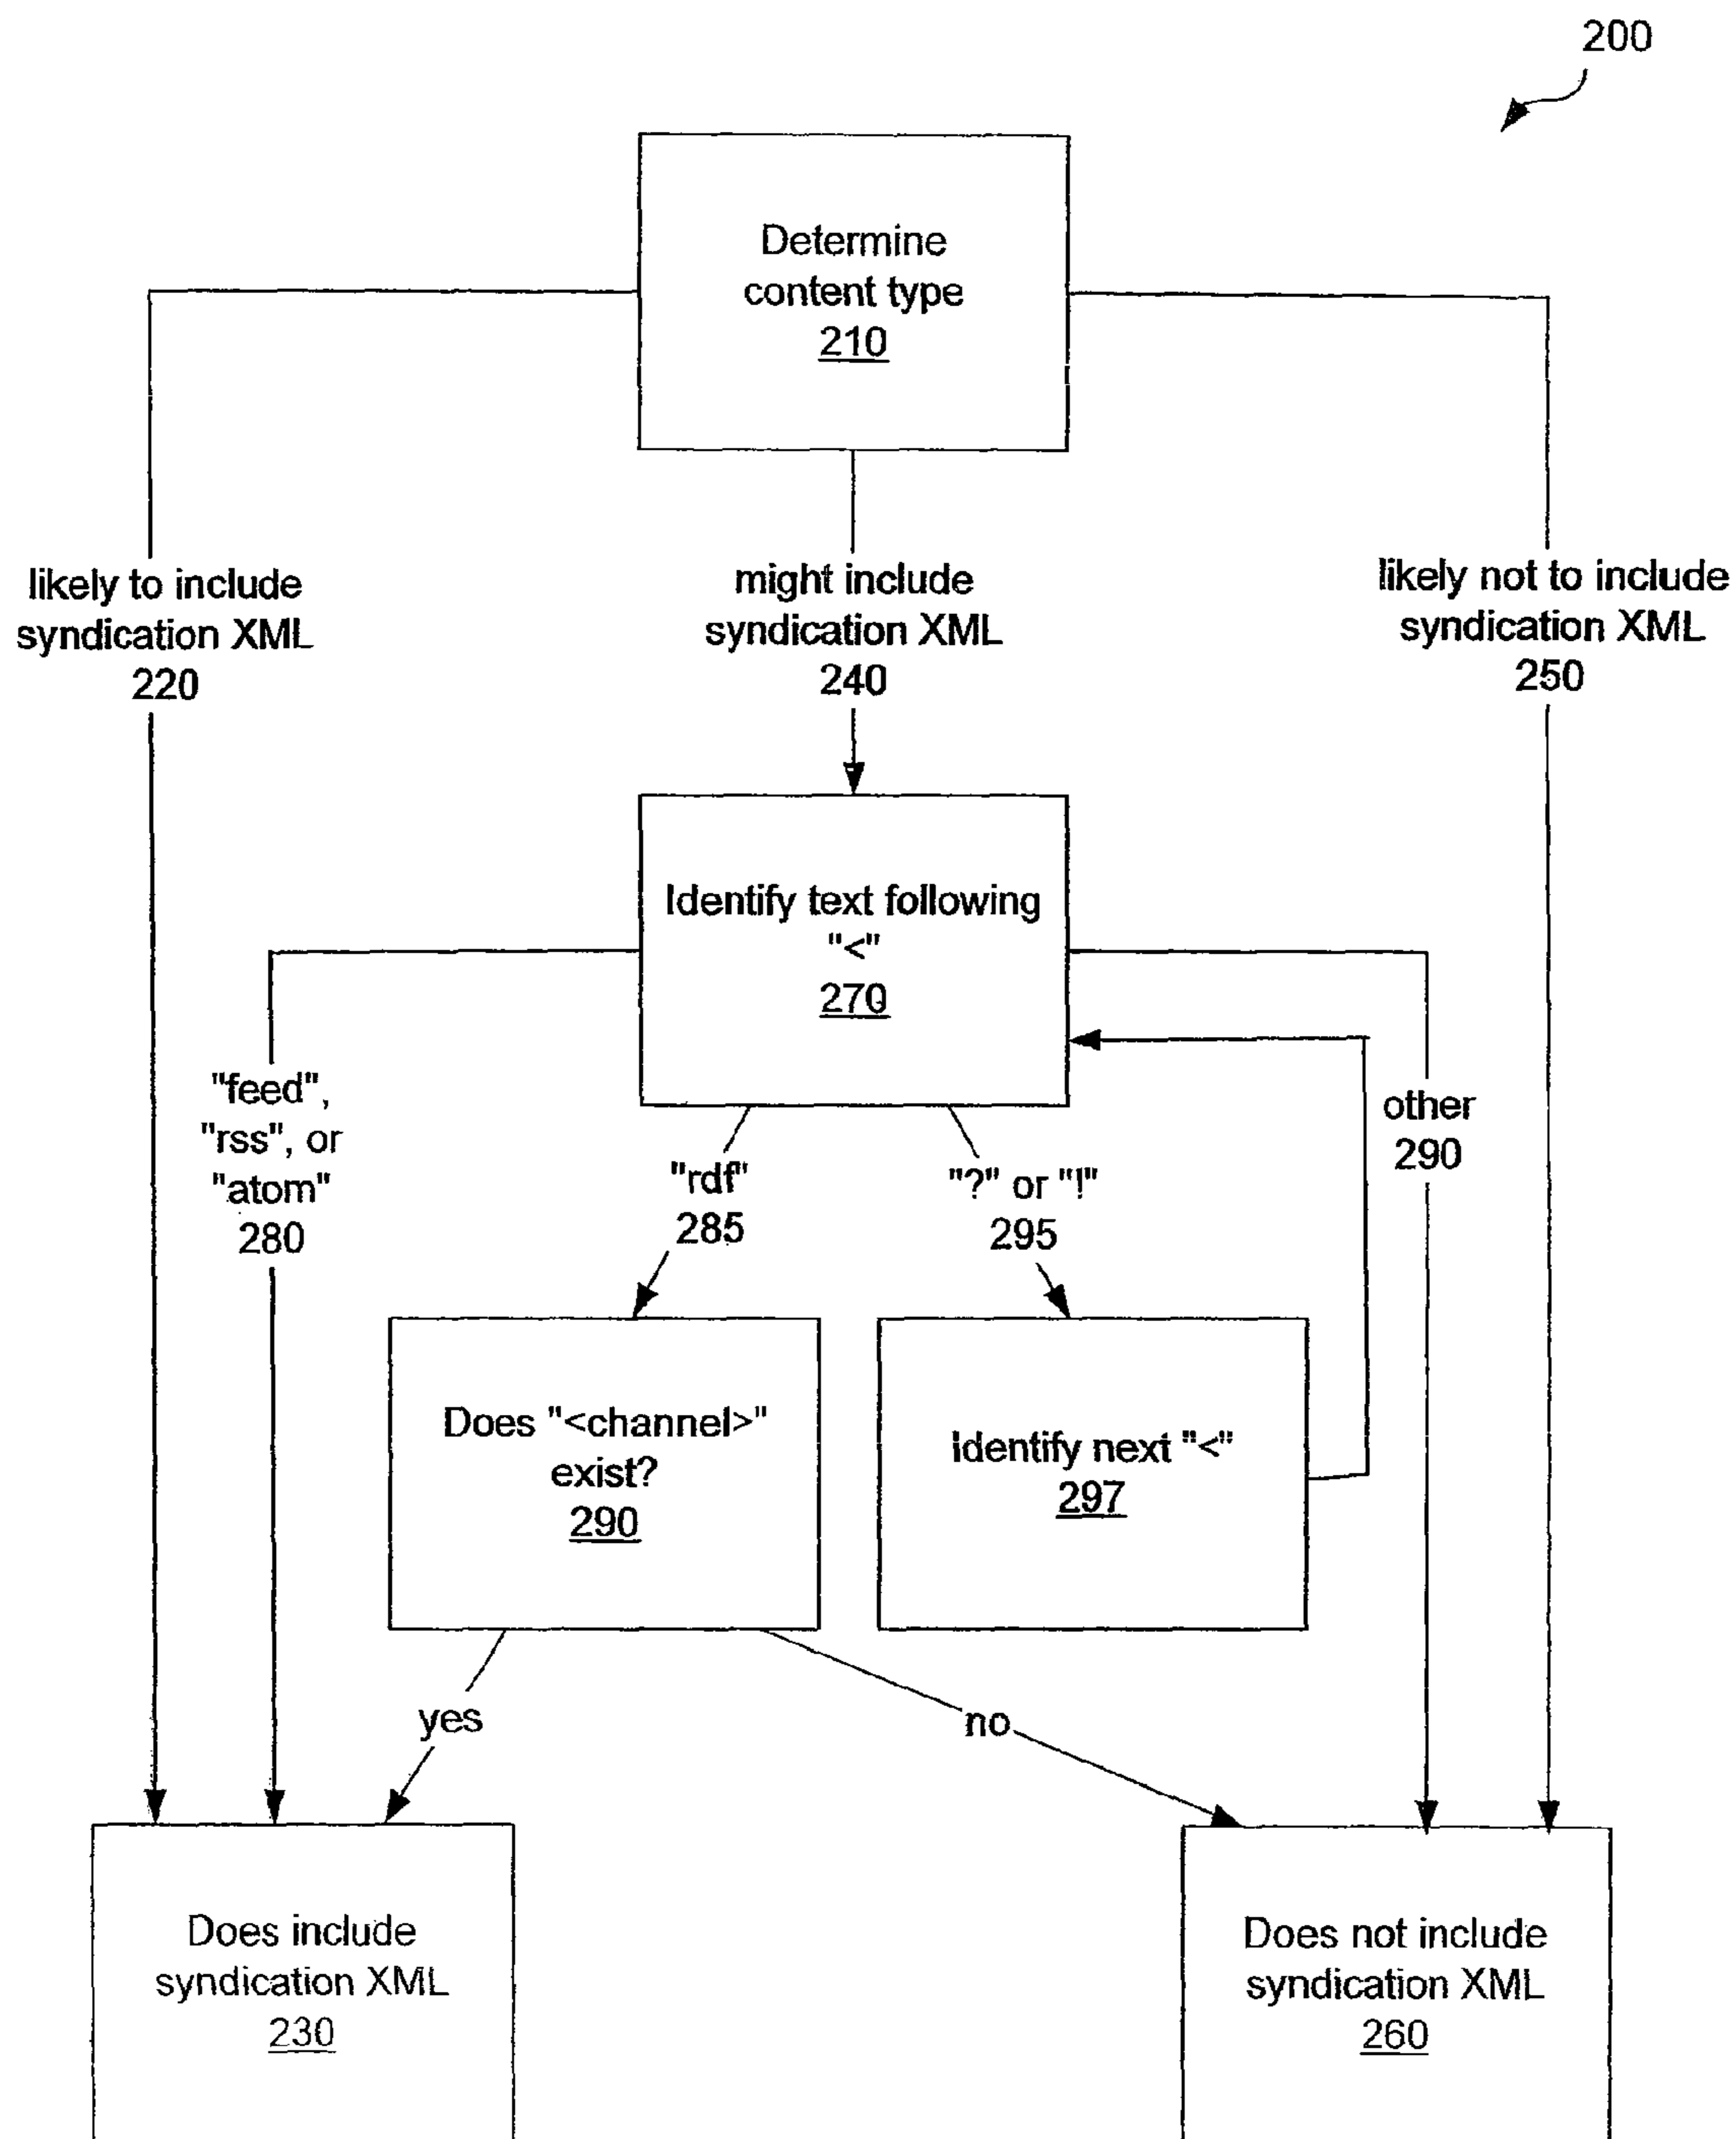 200
Determine
content type
210
likely to include
syndication XML
220
might include
syndication XML
240
likely not to include
syndication XML
250
Identify text following
"<"
270
"feed",
"rss", or
"atom"
280
"rdf"
285
"?" or "!"
295
other
290
Does "<channel>"
exist?
290
Identify next "<"
297
yes
no
Does include
syndication XML
230
Does not include
syndication XML
260